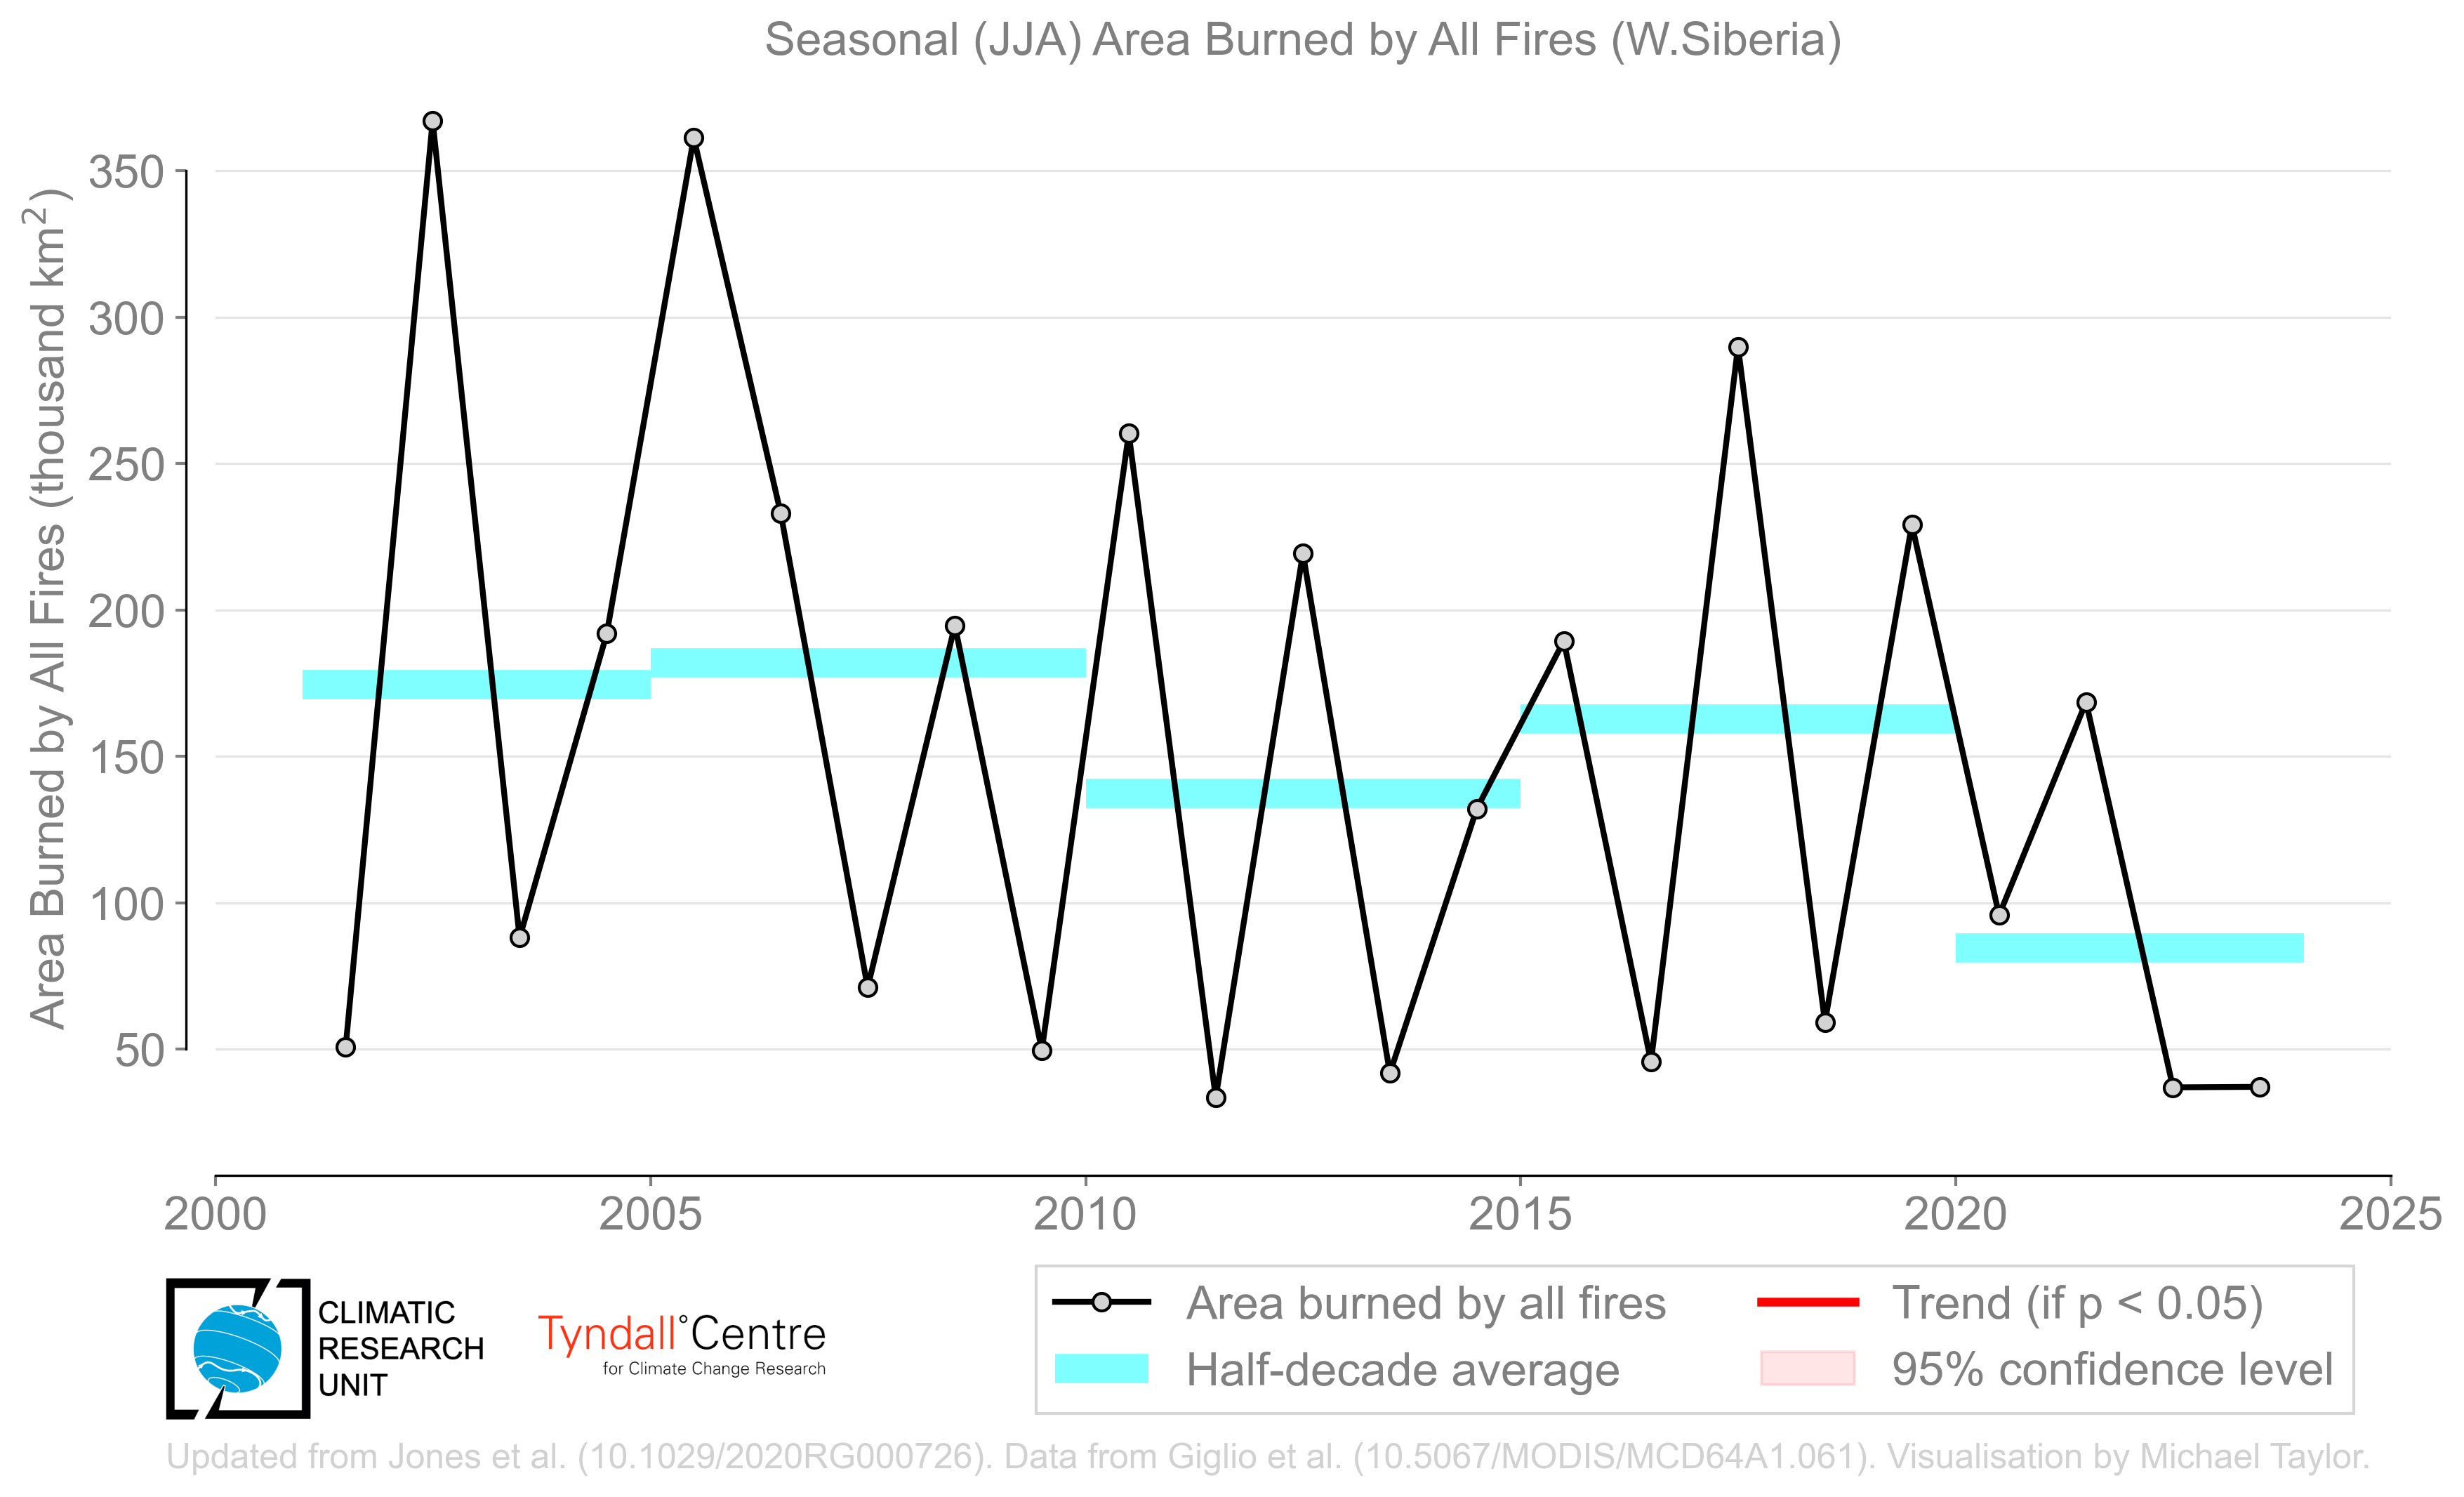 Seasonal (JJA) Area Burned by All Fires (W.Siberia)
Area Burned by All Fires (thousand km²)
350
300
250
200
150
100
50
2000 2005 2010 2015 2020 2025
Area burned by all fires
Half-decade average
Trend (if p < 0.05)
95% confidence level
CLIMATIC
RESEARCH
UNIT
Tyndall°Centre
for Climate Change Research
Updated from Jones et al. (10.1029/2020RG000726). Data from Giglio et al. (10.5067/MODIS/MCD64A1.061). Visualisation by Michael Taylor.